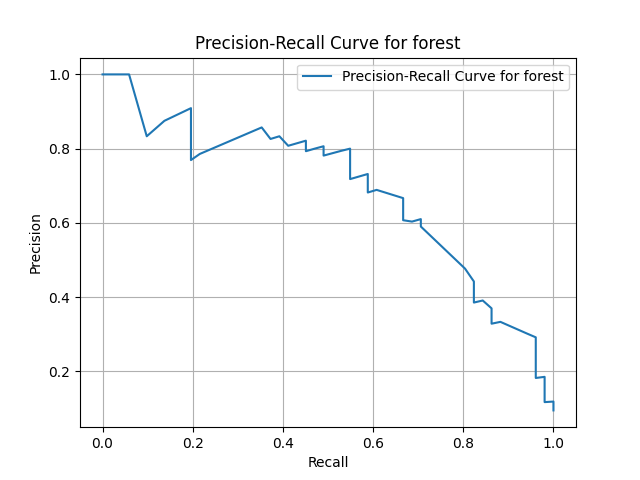 Precision-Recall Curve for forest
Precision-Recall Curve for forest
1.0
0.8
0.6
0.4
0.2
Precision
0.0 0.2 0.4 0.6 0.8 1.0
Recall